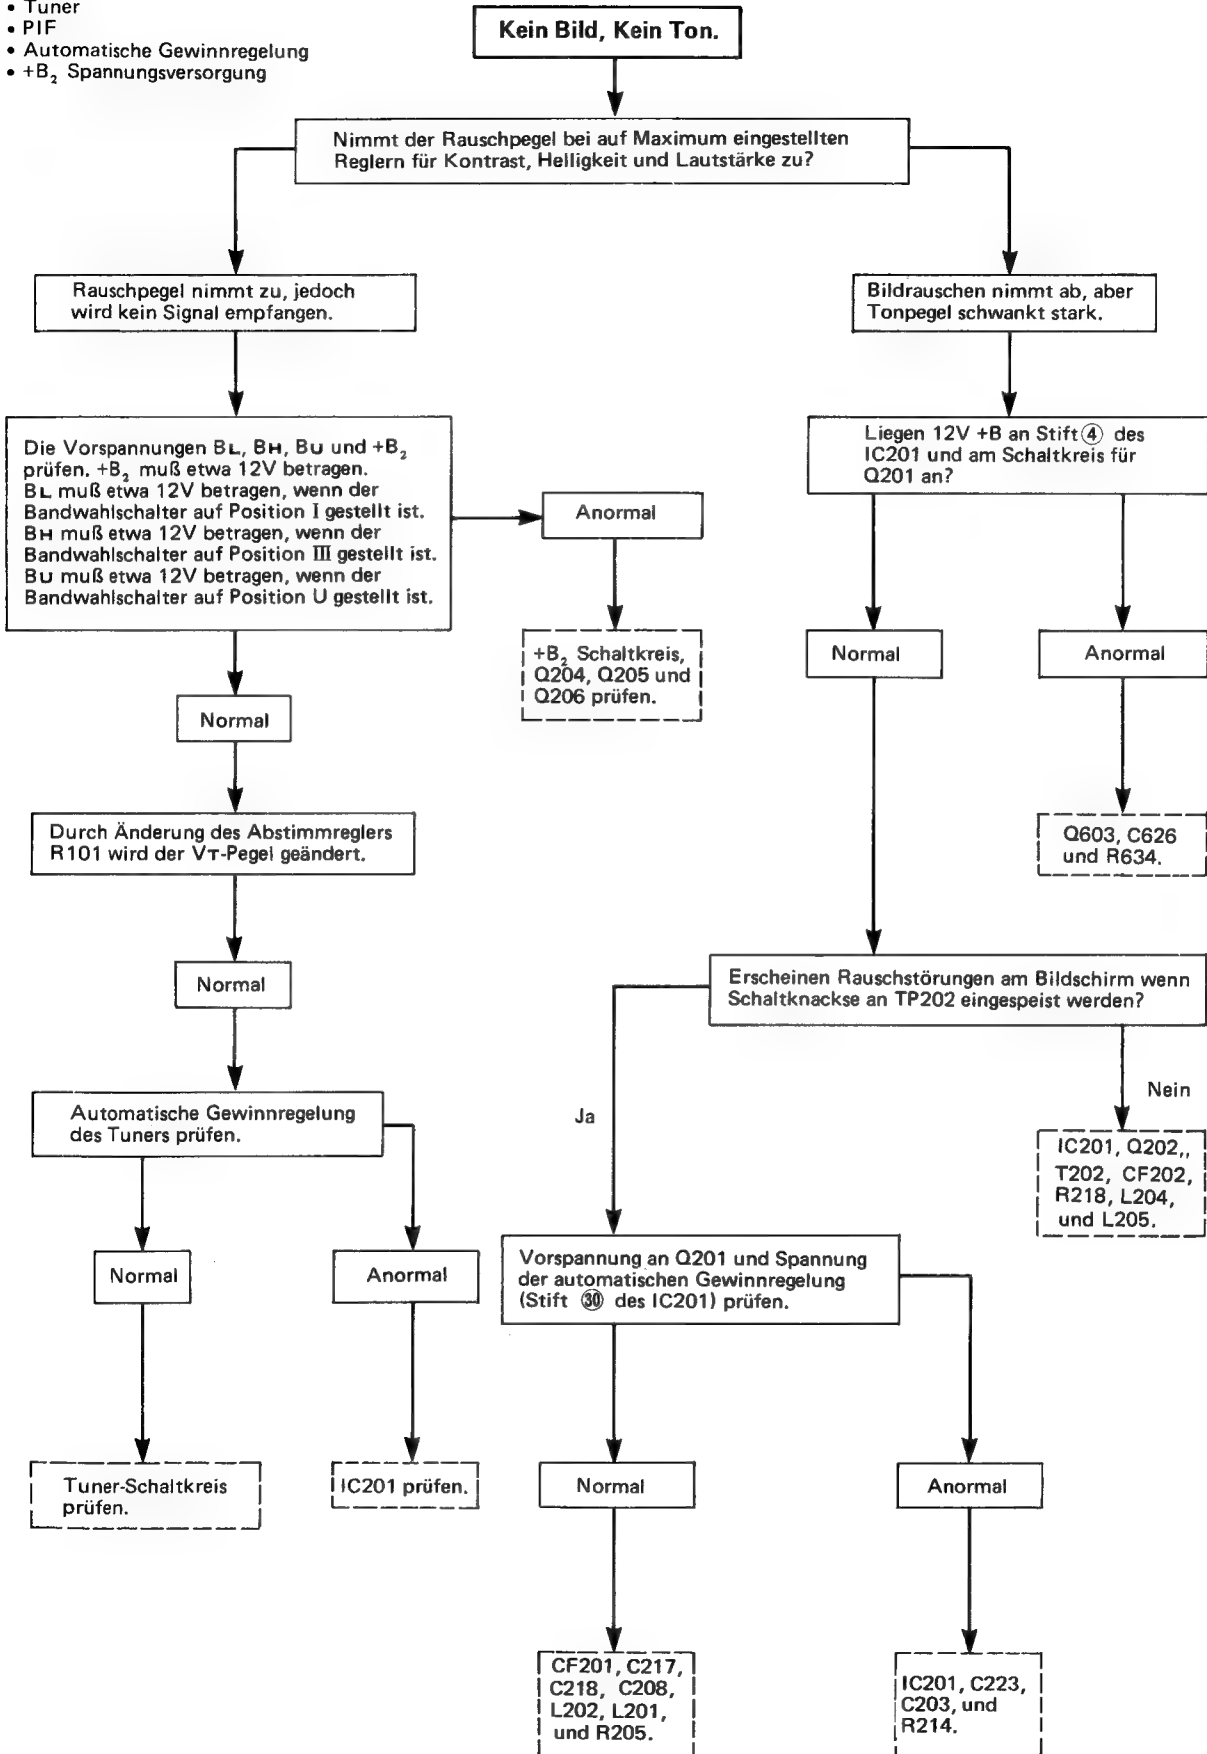 • Tuner
• PIF
• Automatische Gewinnregelung
• +B₂ Spannungsversorgung
Kein Bild, Kein Ton.
Nimmt der Rauschpegel bei auf Maximum eingestellten
Reglern für Kontrast, Helligkeit und Lautstärke zu?
Rauschpegel nimmt zu, jedoch
wird kein Signal empfangen.
Bildrauschen nimmt ab, aber
Tonpegel schwankt stark.
Die Vorspannungen BL, BH, BU und +B₂
prüfen. +B₂ muß etwa 12V betragen.
BL muß etwa 12V betragen, wenn der
Bandwahlschalter auf Position I gestellt ist.
BH muß etwa 12V betragen, wenn der
Bandwahlschalter auf Position III gestellt ist.
BU muß etwa 12V betragen, wenn der
Bandwahlschalter auf Position U gestellt ist.
Anormal
+B₂ Schaltkreis,
Q204, Q205 und
Q206 prüfen.
Liegen 12V +B an Stift ④ des
IC201 und am Schaltkreis für
Q201 an?
Normal
Anormal
Q603, C626
und R634.
Normal
Durch Änderung des Abstimmreglers
R101 wird der VT-Pegel geändert.
Normal
Erscheinen Rauschstörungen am Bildschirm wenn
Schaltknackse an TP202 eingespeist werden?
Ja
Nein
IC201, Q202,,
T202, CF202,
R218, L204,
und L205.
Automatische Gewinnregelung
des Tuners prüfen.
Normal
Anormal
Vorspannung an Q201 und Spannung
der automatischen Gewinnregelung
(Stift ㉚ des IC201) prüfen.
Tuner-Schaltkreis
prüfen.
IC201 prüfen.
Normal
Anormal
CF201, C217,
C218, C208,
L202, L201,
und R205.
IC201, C223,
C203, und
R214.